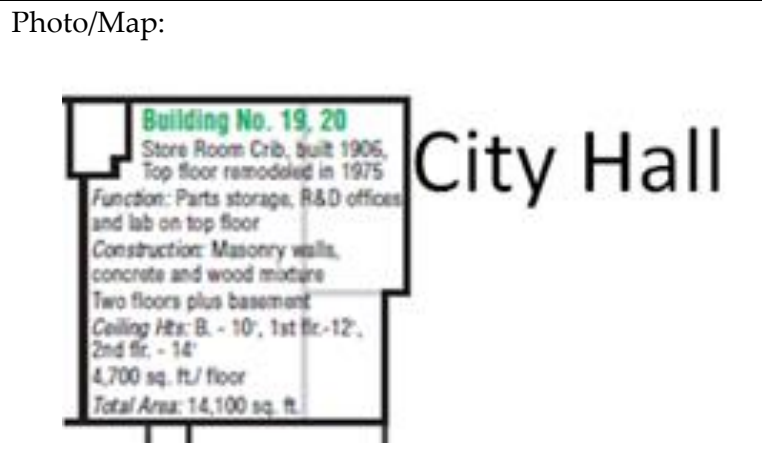 Photo/Map:
Building No. 19, 20
Store Room Crib, built 1906,
Top floor remodeled in 1975
Function: Parts storage, R&D offices
and lab on top floor
Construction: Masonry walls,
concrete and wood mixture
Two floors plus basement
Ceiling Hts: B. - 10', 1st flr.-12',
2nd flr. - 14'
4,700 sq. ft./ floor
Total Area: 14,100 sq. ft.
City Hall